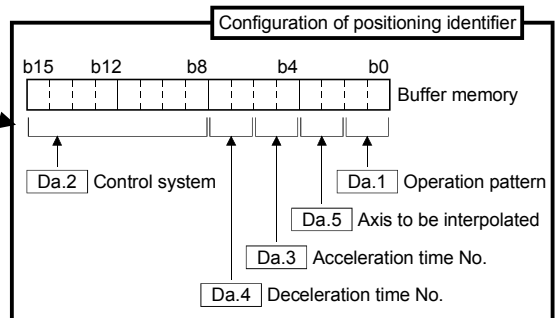 Configuration of positioning identifier
b15 b12 b8 b4 b0
Buffer memory
Da.2 Control system
Da.1 Operation pattern
Da.5 Axis to be interpolated
Da.3 Acceleration time No.
Da.4 Deceleration time No.